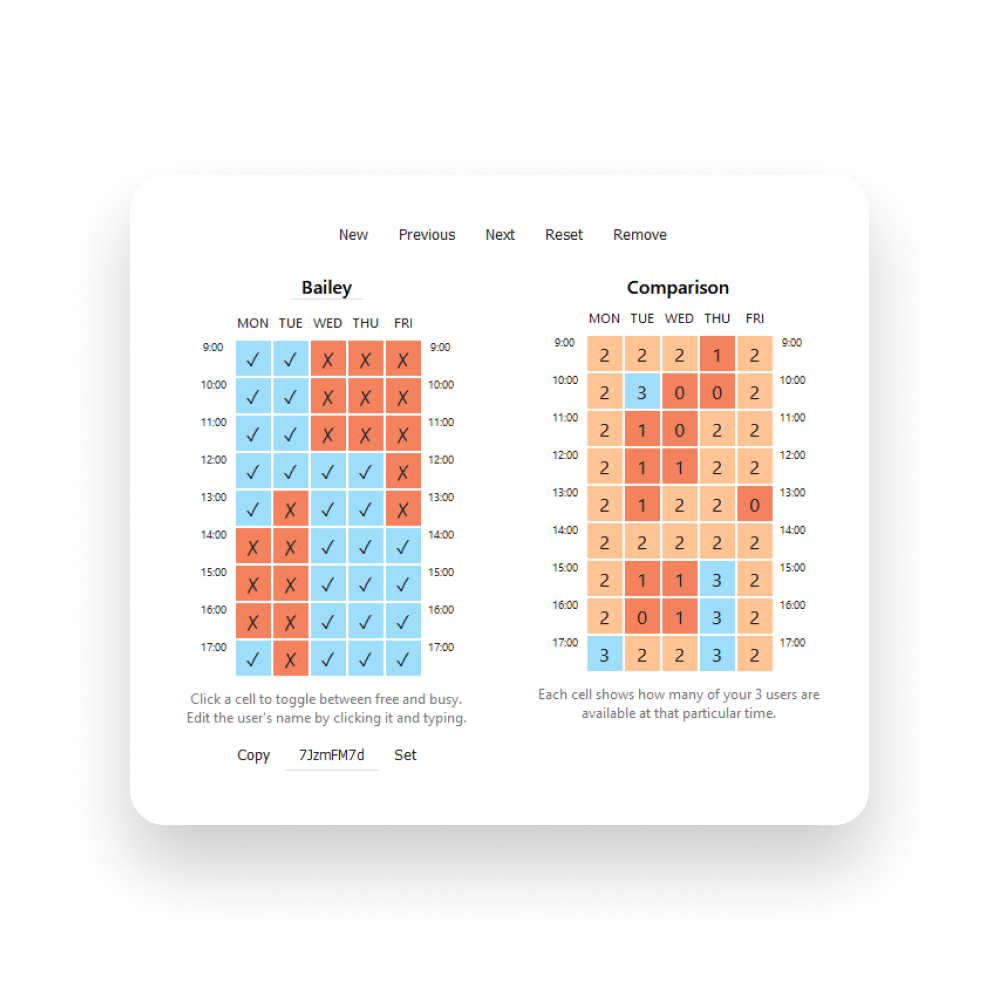 New Previous Next Reset Remove
Bailey
MON TUE WED THU FRI
9:00 ✓ ✓ ✗ ✗ ✗ 9:00
10:00 ✓ ✓ ✗ ✗ ✗ 10:00
11:00 ✓ ✓ ✗ ✗ ✗ 11:00
12:00 ✓ ✓ ✓ ✓ ✗ 12:00
13:00 ✓ ✗ ✓ ✓ ✗ 13:00
14:00 ✗ ✗ ✓ ✓ ✓ 14:00
15:00 ✗ ✗ ✓ ✓ ✓ 15:00
16:00 ✗ ✗ ✓ ✓ ✓ 16:00
17:00 ✓ ✗ ✓ ✓ ✓ 17:00
Click a cell to toggle between free and busy.
Edit the user's name by clicking it and typing.
Copy 7JzmFM7d Set
Comparison
MON TUE WED THU FRI
9:00 2 2 2 1 2 9:00
10:00 2 3 0 0 2 10:00
11:00 2 1 0 2 2 11:00
12:00 2 1 1 2 2 12:00
13:00 2 1 2 2 0 13:00
14:00 2 2 2 2 2 14:00
15:00 2 1 1 3 2 15:00
16:00 2 0 1 3 2 16:00
17:00 3 2 2 3 2 17:00
Each cell shows how many of your 3 users are
available at that particular time.